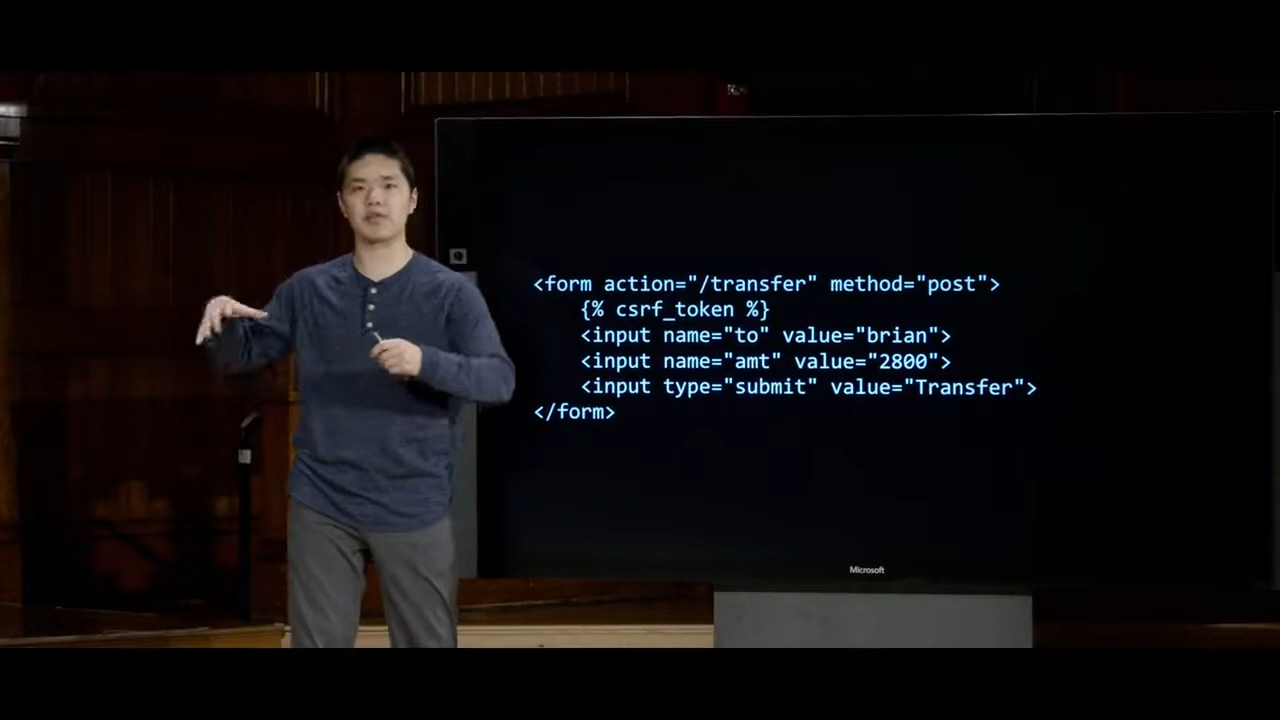 <form action="/transfer" method="post">
{% csrf_token %}
<input name="to" value="brian">
<input name="amt" value="2800">
<input type="submit" value="Transfer">
</form>
Microsoft